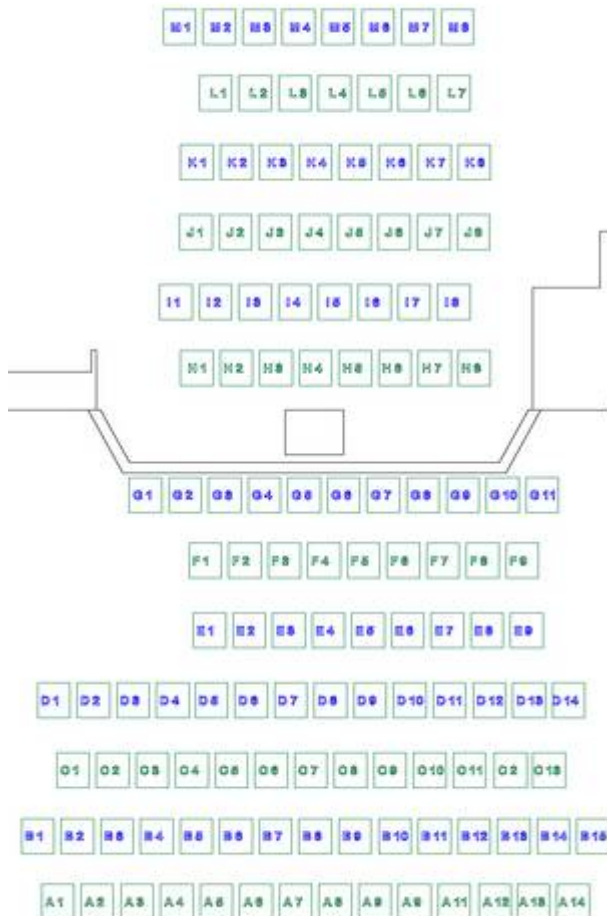 M1 M2 M3 M4 M5 M6 M7 M8
L1 L2 L3 L4 L5 L6 L7
K1 K2 K3 K4 K5 K6 K7 K8
J1 J2 J3 J4 J5 J6 J7 J8
I1 I2 I3 I4 I5 I6 I7 I8
H1 H2 H3 H4 H5 H6 H7 H8
G1 G2 G3 G4 G5 G6 G7 G8 G9 G10 G11
F1 F2 F3 F4 F5 F6 F7 F8 F9
E1 E2 E3 E4 E5 E6 E7 E8 E9
D1 D2 D3 D4 D5 D6 D7 D8 D9 D10 D11 D12 D13 D14
C1 C2 C3 C4 C5 C6 C7 C8 C9 C10 C11 C2 C13
B1 B2 B3 B4 B5 B6 B7 B8 B9 B10 B11 B12 B13 B14 B15
A1 A2 A3 A4 A5 A6 A7 A8 A9 A9 A11 A12 A13 A14